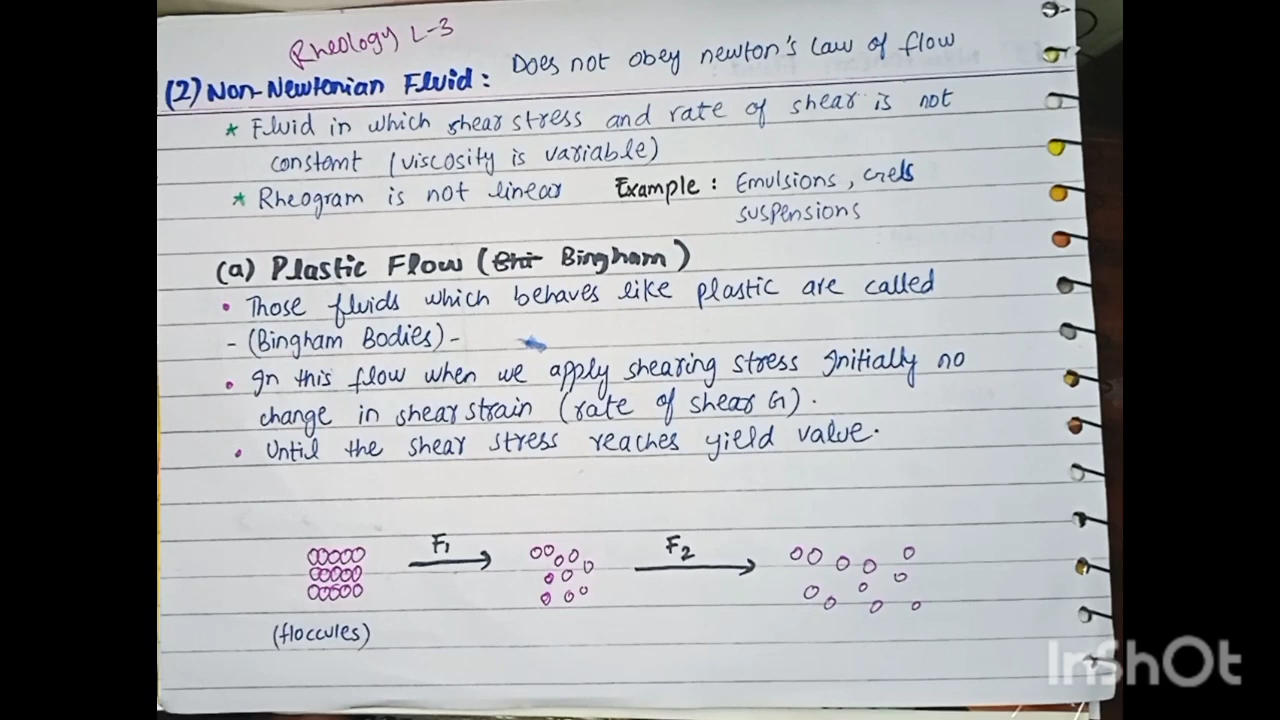 Rheology L-3
(2) Non-Newtonian Fluid: Does not obey newton's law of flow
* Fluid in which shear stress and rate of shear is not
constant (viscosity is variable)
* Rheogram is not linear Example: Emulsions, Gels
suspensions
(a) Plastic Flow (Bingham)
• Those fluids which behaves like plastic are called
- (Bingham Bodies) -
• In this flow when we apply shearing stress Initially no
change in shear strain (rate of shear G).
• Until the shear stress reaches yield value.
F1 F2
(floccules)
InShOt